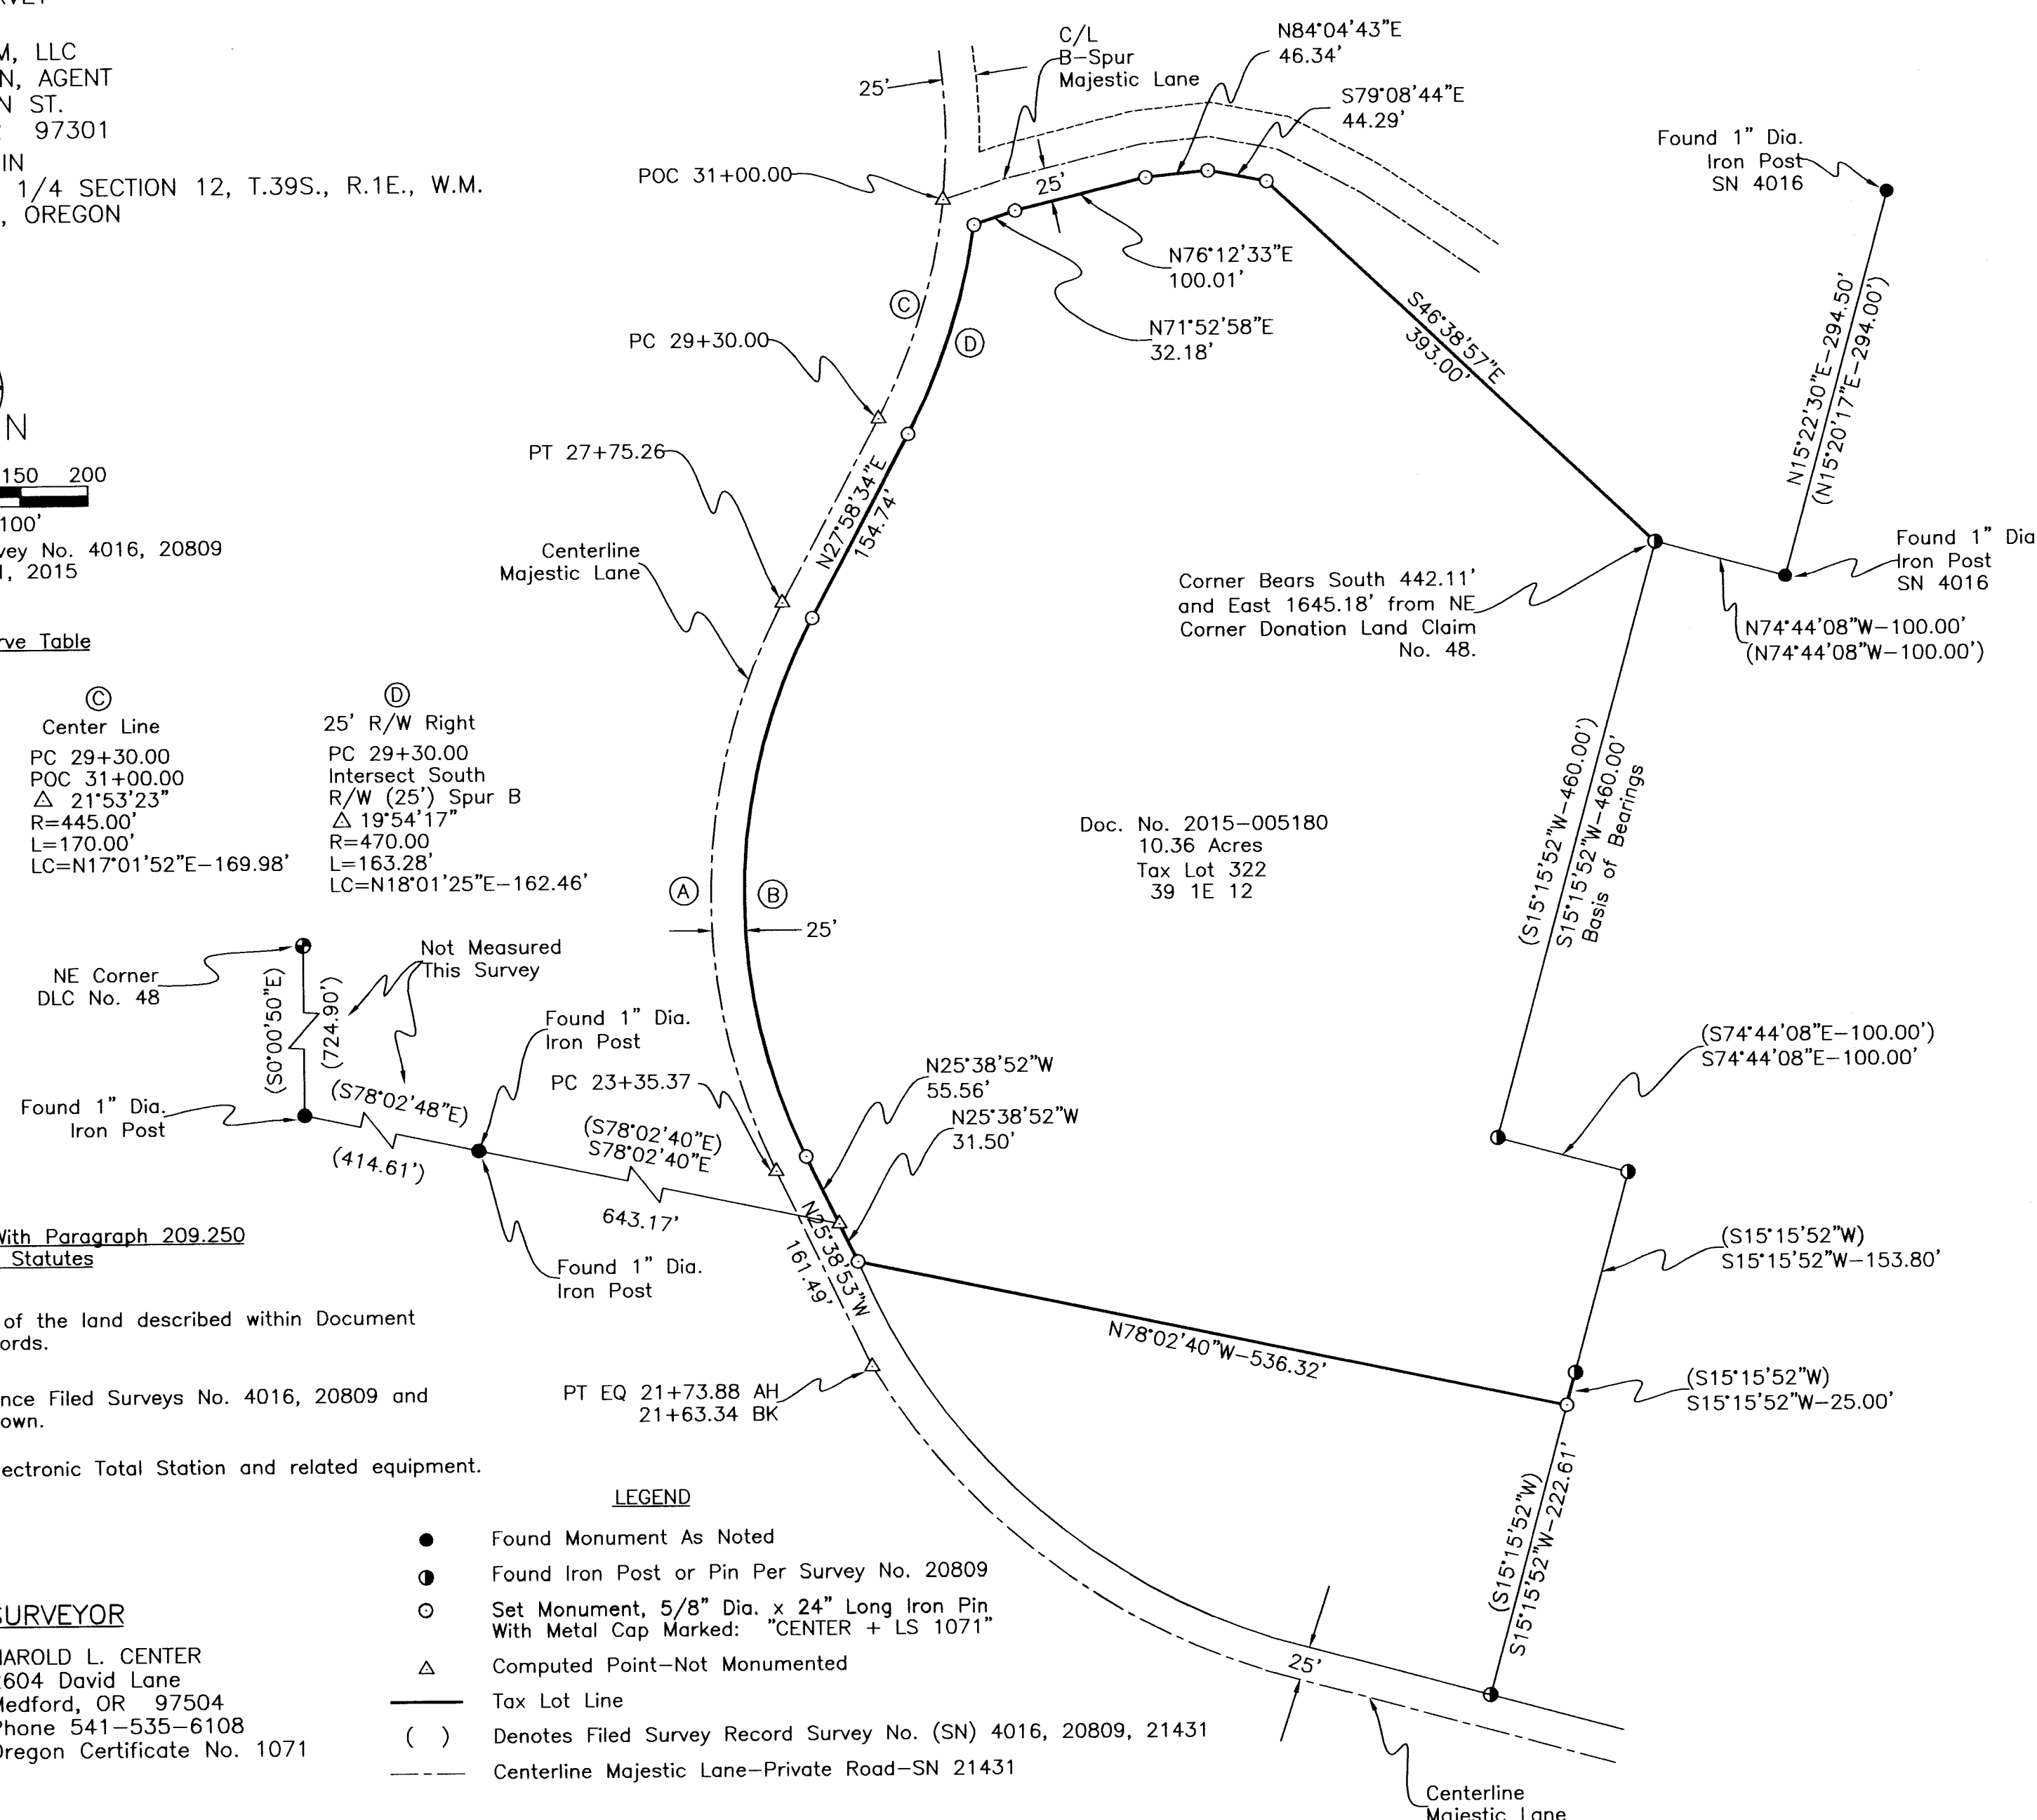 M, LLC
N, AGENT
N ST.
97301
IN
1/4 SECTION 12, T.39S., R.1E., W.M.
, OREGON
N
150 200
100'
vey No. 4016, 20809
1, 2015
rve Table
C
Center Line
PC 29+30.00
POC 31+00.00
△ 21°53'23"
R=445.00'
L=170.00'
LC=N17°01'52"E-169.98'
D
25' R/W Right
PC 29+30.00
Intersect South
R/W (25') Spur B
△ 19°54'17"
R=470.00
L=163.28'
LC=N18°01'25"E-162.46'
NE Corner
DLC No. 48
(S0°00'50"E)
(724.90')
Not Measured
This Survey
Found 1" Dia.
Iron Post
(S78°02'48"E)
(414.61')
Found 1" Dia.
Iron Post
Found 1" Dia.
Iron Post
(S78°02'40"E)
S78°02'40"E
643.17'
With Paragraph 209.250
Statutes
of the land described within Document
ords.
nce Filed Surveys No. 4016, 20809 and
own.
lectronic Total Station and related equipment.
SURVEYOR
HAROLD L. CENTER
2604 David Lane
Medford, OR 97504
Phone 541-535-6108
Oregon Certificate No. 1071
LEGEND
Found Monument As Noted
Found Iron Post or Pin Per Survey No. 20809
Set Monument, 5/8" Dia. x 24" Long Iron Pin
With Metal Cap Marked: "CENTER + LS 1071"
Computed Point-Not Monumented
Tax Lot Line
( ) Denotes Filed Survey Record Survey No. (SN) 4016, 20809, 21431
Centerline Majestic Lane-Private Road-SN 21431
25'
C/L
B-Spur
Majestic Lane
N84°04'43"E
46.34'
S79°08'44"E
44.29'
POC 31+00.00
25'
N76°12'33"E
100.01'
N71°52'58"E
32.18'
C
D
PC 29+30.00
PT 27+75.26
N27°58'34"E
154.74'
Centerline
Majestic Lane
S46°38'57"E
393.00'
Found 1" Dia.
Iron Post
SN 4016
N15°22'30"E-294.50'
(N15°20'17"E-294.00')
Found 1" Dia
Iron Post
SN 4016
Corner Bears South 442.11'
and East 1645.18' from NE
Corner Donation Land Claim
No. 48.
N74°44'08"W-100.00'
(N74°44'08"W-100.00')
(S15°15'52"W-460.00')
S15°15'52"W-460.00'
Basis of Bearings
Doc. No. 2015-005180
10.36 Acres
Tax Lot 322
39 1E 12
A
B
25'
PC 23+35.37
N25°38'52"W
55.56'
N25°38'52"W
31.50'
N25°38'53"W
161.49'
PT EQ 21+73.88 AH
21+63.34 BK
(S74°44'08"E-100.00')
S74°44'08"E-100.00'
(S15°15'52"W)
S15°15'52"W-153.80'
N78°02'40"W-536.32'
(S15°15'52"W)
S15°15'52"W-25.00'
(S15°15'52"W)
S15°15'52"W-222.61'
25'
Centerline
Majestic Lane